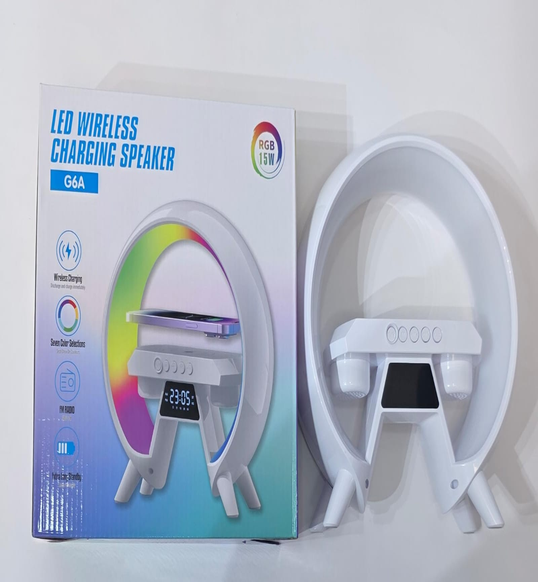 LED WIRELESS
CHARGING SPEAKER
G6A
RGB
15W
Wireless Charging
Seven Color Selections
FM RADIO
23:05